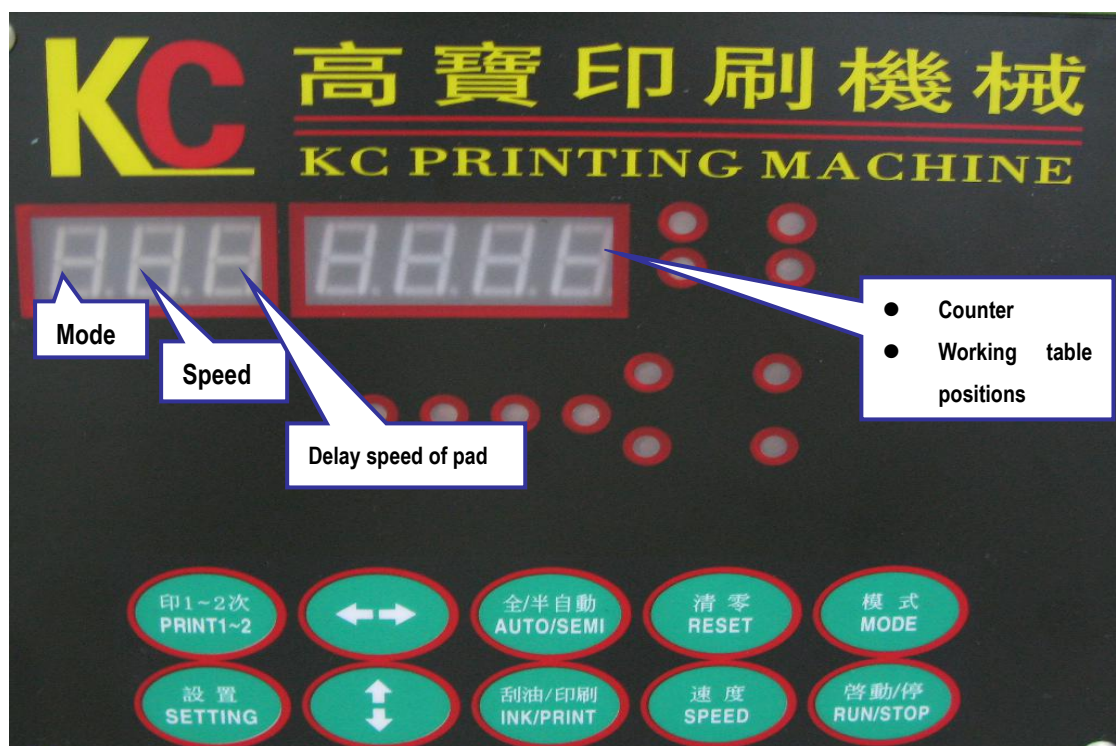 KC
高寶印刷機械
KC PRINTING MACHINE
Mode
Speed
Delay speed of pad
● Counter
● Working table
positions
印1~2次
PRINT1~2
全/半自動
AUTO/SEMI
清零
RESET
模式
MODE
設置
SETTING
刮油/印刷
INK/PRINT
速度
SPEED
啓動/停
RUN/STOP